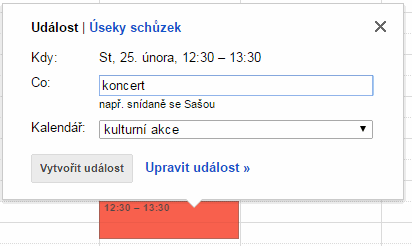 Událost | Úseky schůzek
Kdy: St, 25. února, 12:30 – 13:30
Co: koncert
např. snídaně se Sašou
Kalendář: kulturní akce
Vytvořit událost Upravit událost »
12:30 – 13:30